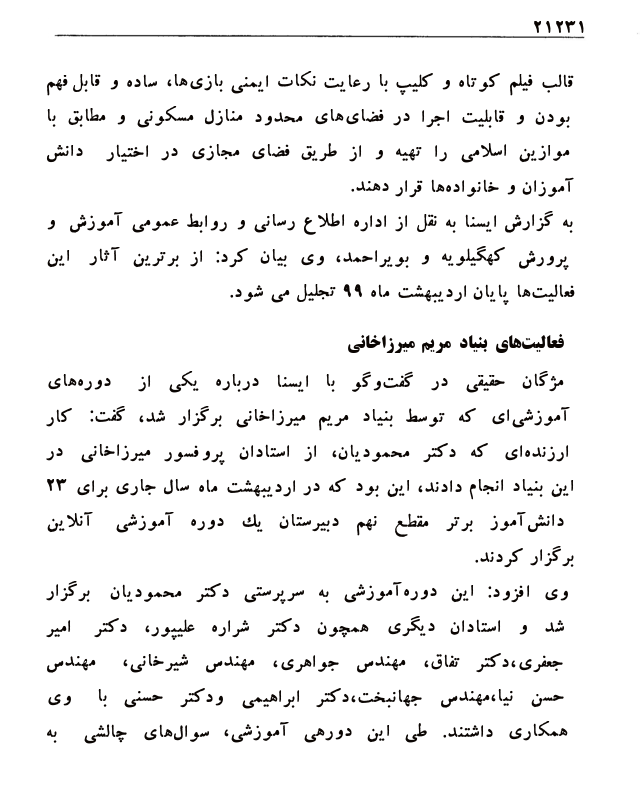 ۲۱۲۳۱
قالب فیلم کوتاه و کلیپ با رعایت نکات ایمنی بازی‌ها، ساده و قابل فهم
بودن و قابلیت اجرا در فضای‌های محدود منازل مسکونی و مطابق با
موازین اسلامی را تهیه و از طریق فضای مجازی در اختیار دانش
آموزان و خانواده‌ها قرار دهند.
به گزارش ایسنا به نقل از اداره اطلاع رسانی و روابط عمومی آموزش و
پرورش کهگیلویه و بویراحمد، وی بیان کرد: از برترین آثار این
فعالیت‌ها پایان اردیبهشت ماه ۹۹ تجلیل می شود.
فعالیت‌های بنیاد مریم میرزاخانی
مژگان حقیقی در گفت‌وگو با ایسنا درباره یکی از دوره‌های
آموزشی‌ای که توسط بنیاد مریم میرزاخانی برگزار شد، گفت: کار
ارزنده‌ای که دکتر محمودیان، از استادان پروفسور میرزاخانی در
این بنیاد انجام دادند، این بود که در اردیبهشت ماه سال جاری برای ۲۳
دانش‌آموز برتر مقطع نهم دبیرستان یك دوره آموزشی آنلاین
برگزار کردند.
وی افزود: این دوره‌آموزشی به سرپرستی دکتر محمودیان برگزار
شد و استادان دیگری همچون دکتر شراره علیپور، دکتر امیر
جعفری،دکتر تفاق، مهندس جواهری، مهندس شیرخانی، مهندس
حسن نیا،مهندس جهانبخت،دکتر ابراهیمی ودکتر حسنی با وی
همکاری داشتند. طی این دورهی آموزشی، سوال‌های چالشی به